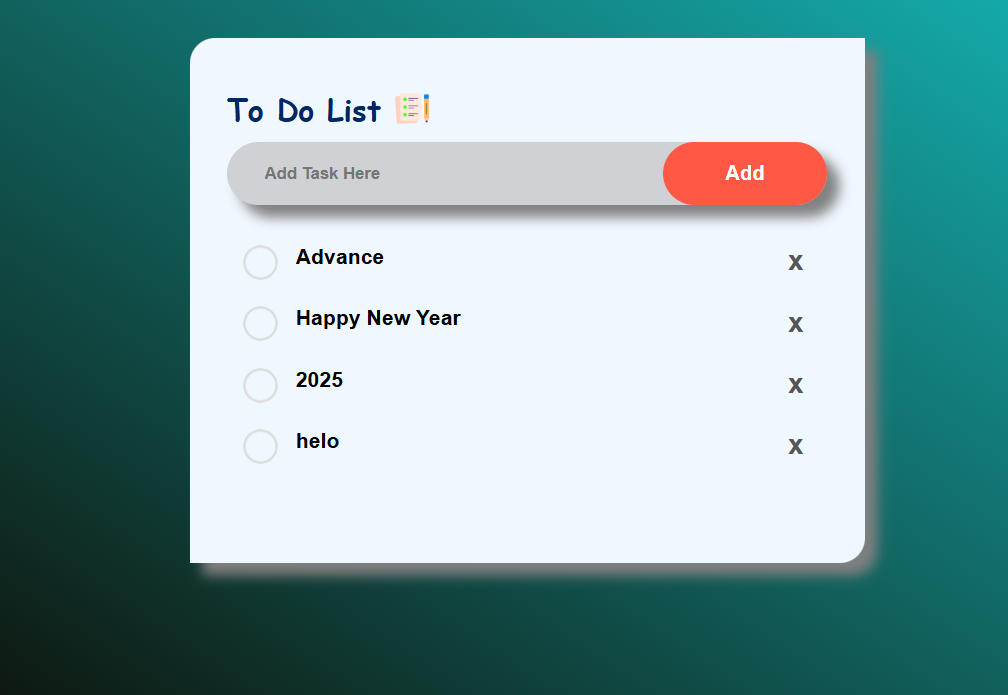 To Do List
Add Task Here
Add
Advance
x
Happy New Year
x
2025
x
helo
x